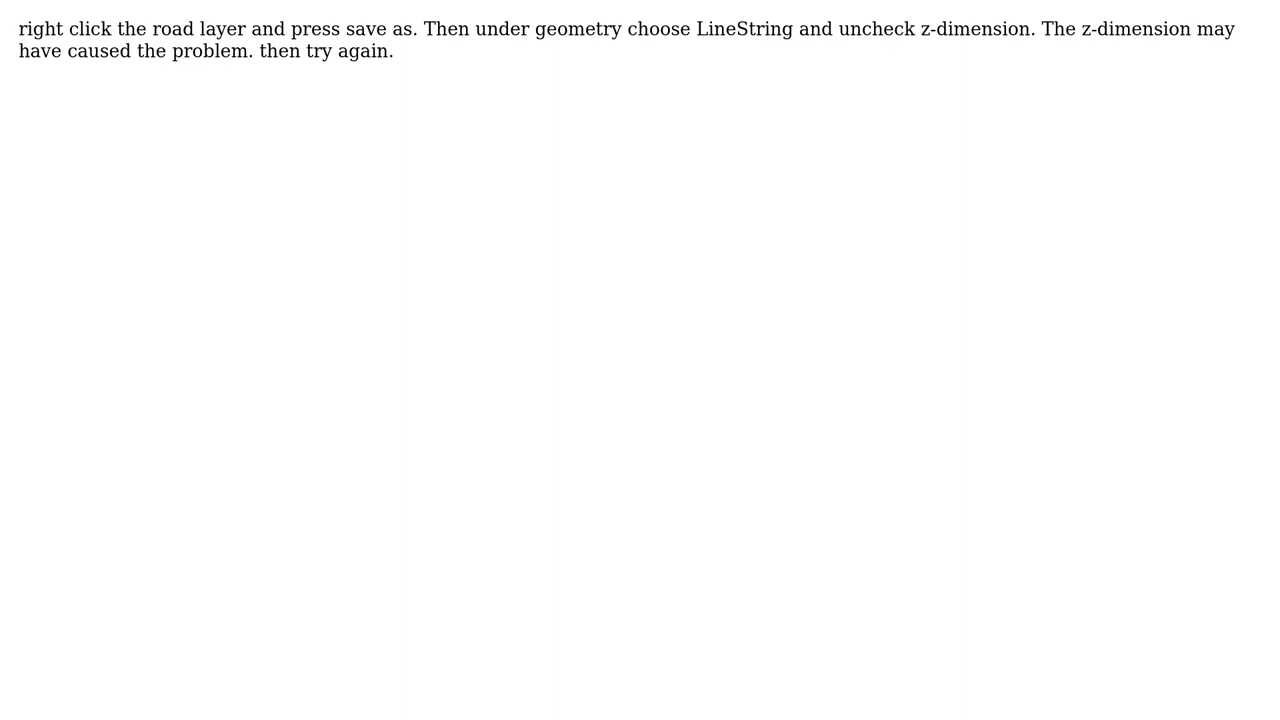 right click the road layer and press save as. Then under geometry choose LineString and uncheck z-dimension. The z-dimension may
have caused the problem. then try again.